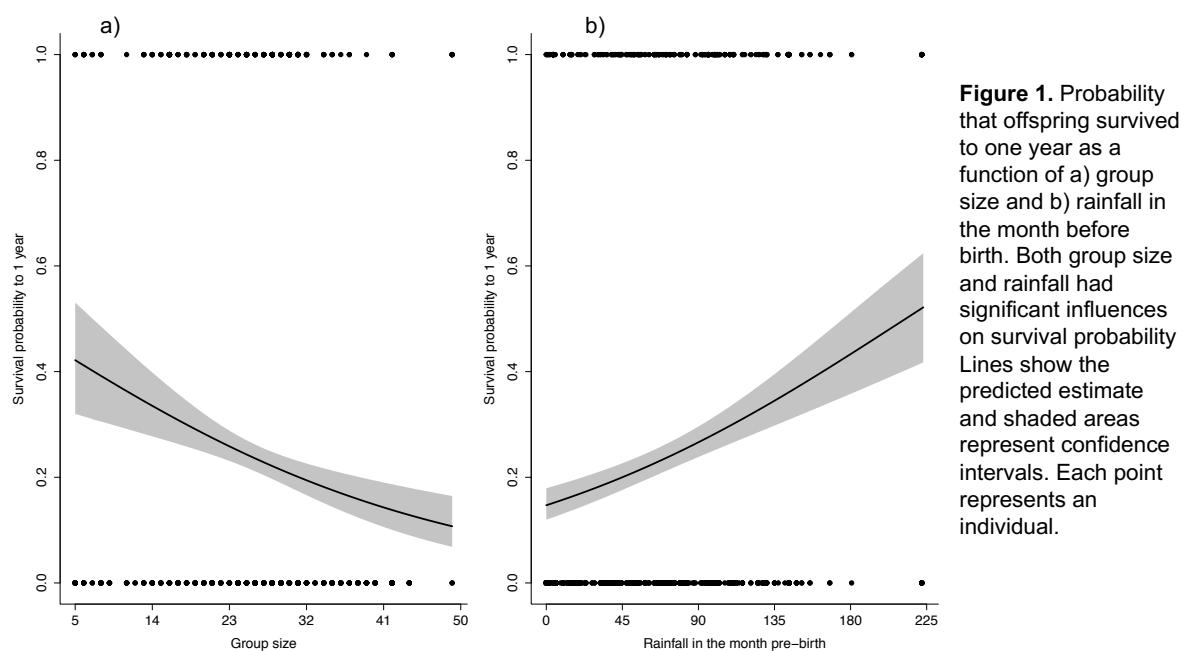 a)
1.0
0.8
0.6
0.4
0.2
0.0
Survival probability to 1 year
5 14 23 32 41 50
Group size
b)
1.0
0.8
0.6
0.4
0.2
0.0
Survival probability to 1 year
0 45 90 135 180 225
Rainfall in the month pre−birth
Figure 1. Probability
that offspring survived
to one year as a
function of a) group
size and b) rainfall in
the month before
birth. Both group size
and rainfall had
significant influences
on survival probability
Lines show the
predicted estimate
and shaded areas
represent confidence
intervals. Each point
represents an
individual.